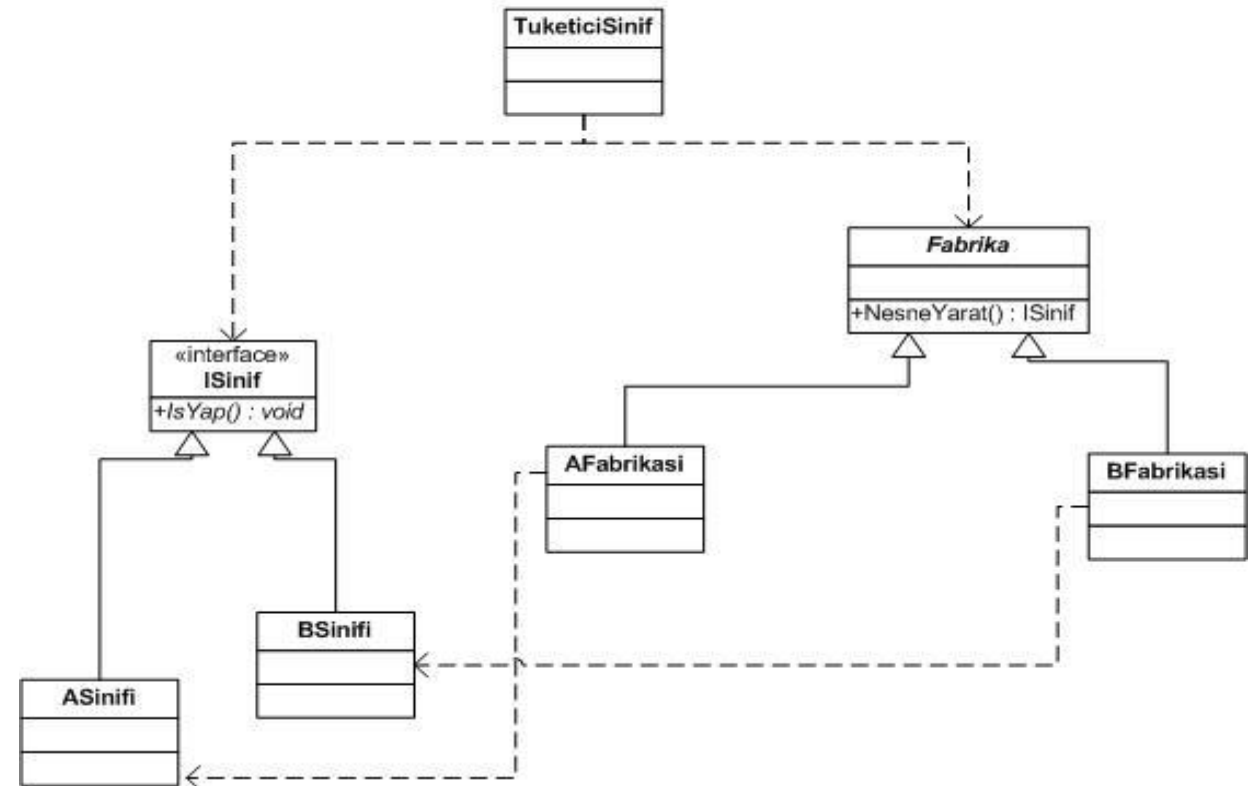 TuketiciSinif
Fabrika
+NesneYarat() : ISinif
«interface»
ISinif
+IsYap() : void
AFabrikasi
BFabrikasi
BSinifi
ASinifi